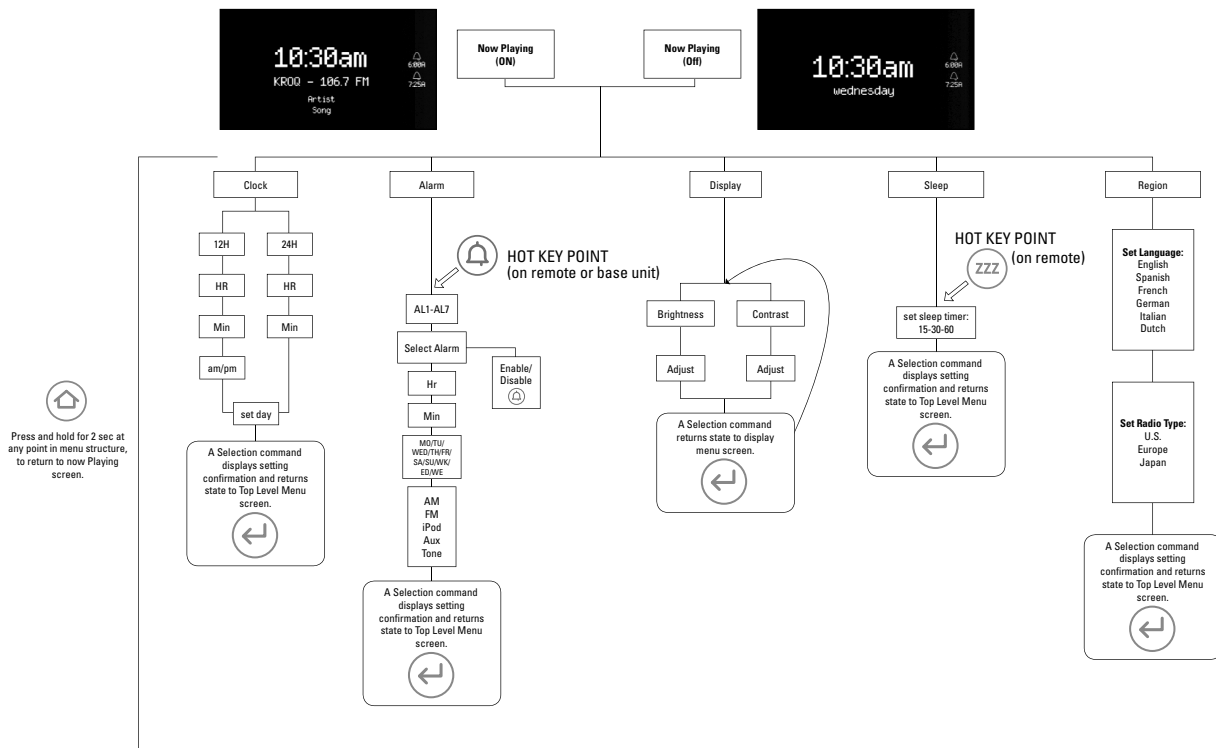 10:30am
KROQ - 106.7 FM
Artist
Song
6:00A
7:25A
Now Playing
(ON)
Now Playing
(Off)
10:30am
wednesday
6:00A
7:25A
Clock
Alarm
Display
Sleep
Region
12H
24H
HR
HR
Min
Min
am/pm
set day
A Selection command
displays setting
confirmation and returns
state to Top Level Menu
screen.
HOT KEY POINT
(on remote or base unit)
AL1-AL7
Select Alarm
Enable/
Disable
Hr
Min
MO/TU/
WED/TH/FR/
SA/SU/WK/
ED/WE
AM
FM
iPod
Aux
Tone
A Selection command
displays setting
confirmation and returns
state to Top Level Menu
screen.
Brightness
Contrast
Adjust
Adjust
A Selection command
returns state to display
menu screen.
HOT KEY POINT
(on remote)
ZZZ
set sleep timer:
15-30-60
A Selection command
displays setting
confirmation and returns
state to Top Level Menu
screen.
Set Language:
English
Spanish
French
German
Italian
Dutch
Set Radio Type:
U.S.
Europe
Japan
A Selection command
displays setting
confirmation and returns
state to Top Level Menu
screen.
Press and hold for 2 sec at
any point in menu structure,
to return to now Playing
screen.